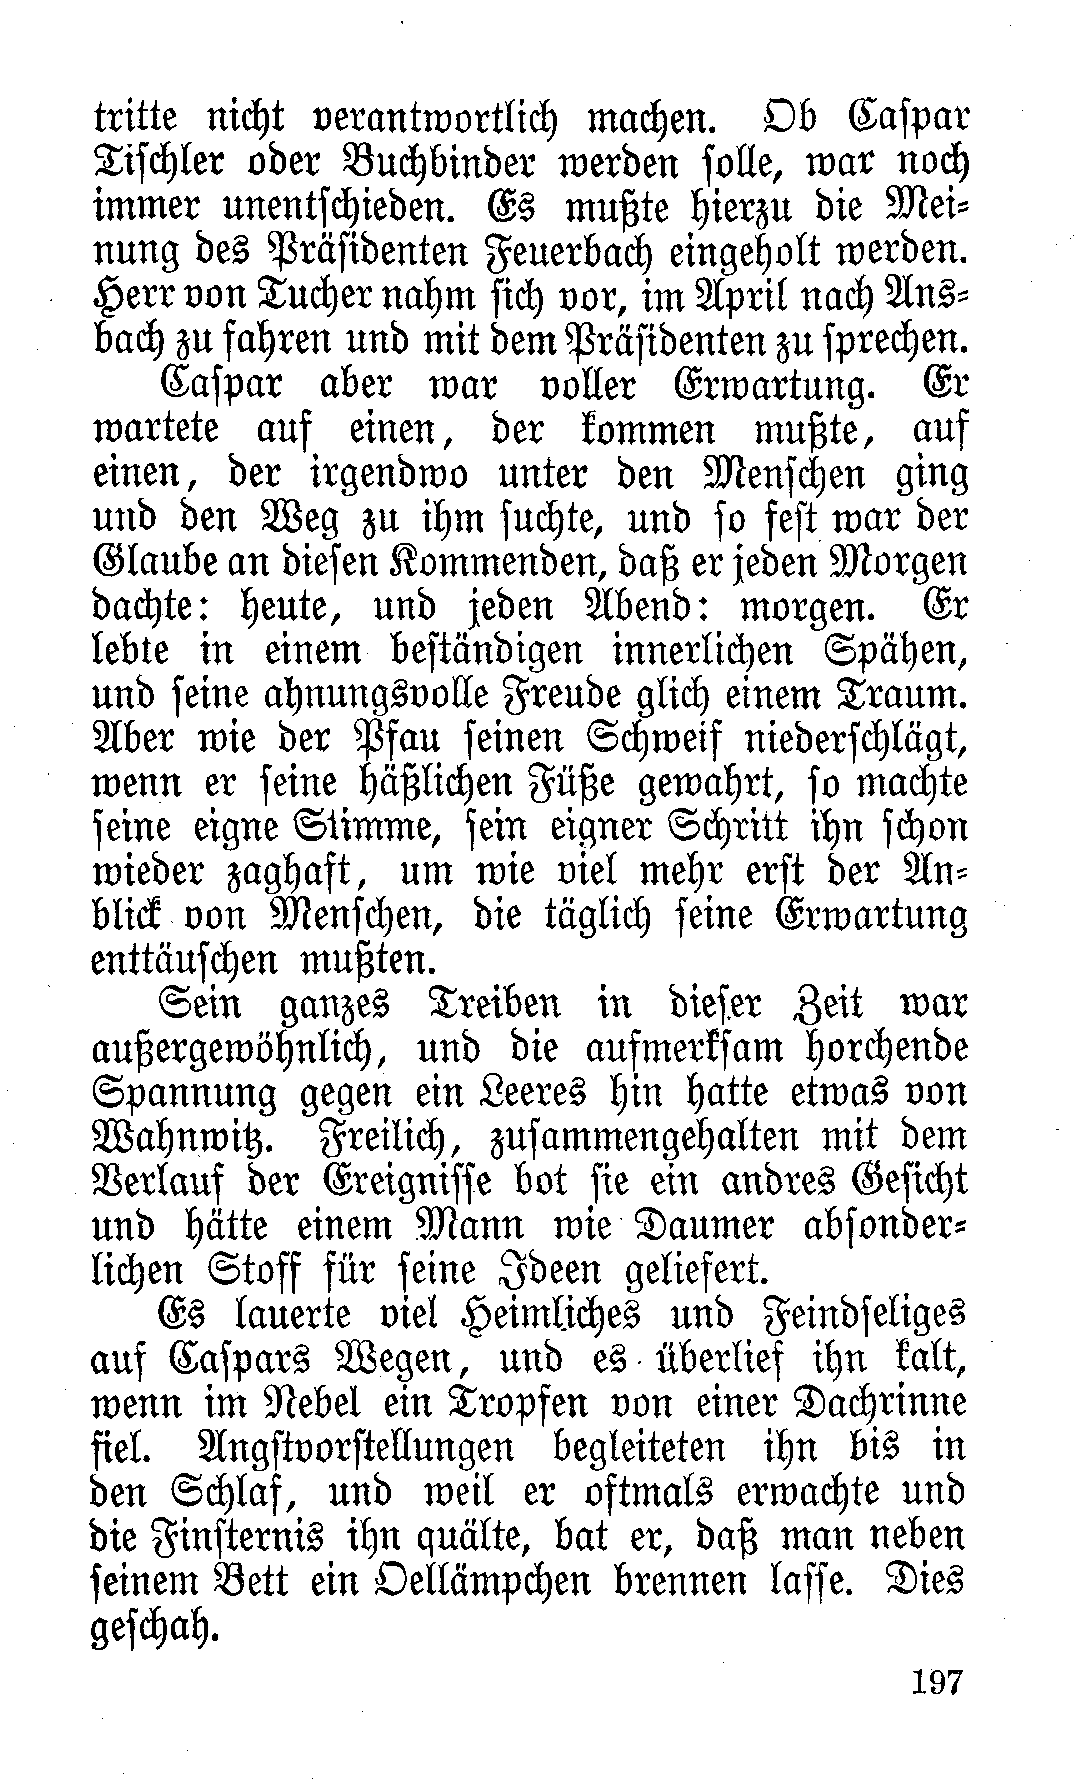 tritte nicht verantwortlich machen. Ob Caspar
Tischler oder Buchbinder werden solle, war noch
immer unentschieden. Es mußte hierzu die Mei-
nung des Präsidenten Feuerbach eingeholt werden.
Herr von Tucher nahm sich vor, im April nach Ans-
bach zu fahren und mit dem Präsidenten zu sprechen.
Caspar aber war voller Erwartung. Er
wartete auf einen, der kommen mußte, auf
einen, der irgendwo unter den Menschen ging
und den Weg zu ihm suchte, und so fest war der
Glaube an diesen Kommenden, daß er jeden Morgen
dachte: heute, und jeden Abend: morgen. Er
lebte in einem beständigen innerlichen Spähen,
und seine ahnungsvolle Freude glich einem Traum.
Aber wie der Pfau seinen Schweif niederschlägt,
wenn er seine häßlichen Füße gewahrt, so machte
seine eigne Stimme, sein eigner Schritt ihn schon
wieder zaghaft, um wie viel mehr erst der An-
blick von Menschen, die täglich seine Erwartung
enttäuschen mußten.
Sein ganzes Treiben in dieser Zeit war
außergewöhnlich, und die aufmerksam horchende
Spannung gegen ein Leeres hin hatte etwas von
Wahnwitz. Freilich, zusammengehalten mit dem
Verlauf der Ereignisse bot sie ein andres Gesicht
und hätte einem Mann wie Daumer absonder-
lichen Stoff für seine Ideen geliefert.
Es lauerte viel Heimliches und Feindseliges
auf Caspars Wegen, und es überlief ihn kalt,
wenn im Nebel ein Tropfen von einer Dachrinne
fiel. Angstvorstellungen begleiteten ihn bis in
den Schlaf, und weil er oftmals erwachte und
die Finsternis ihn quälte, bat er, daß man neben
seinem Bett ein Oellämpchen brennen lasse. Dies
geschah.
197